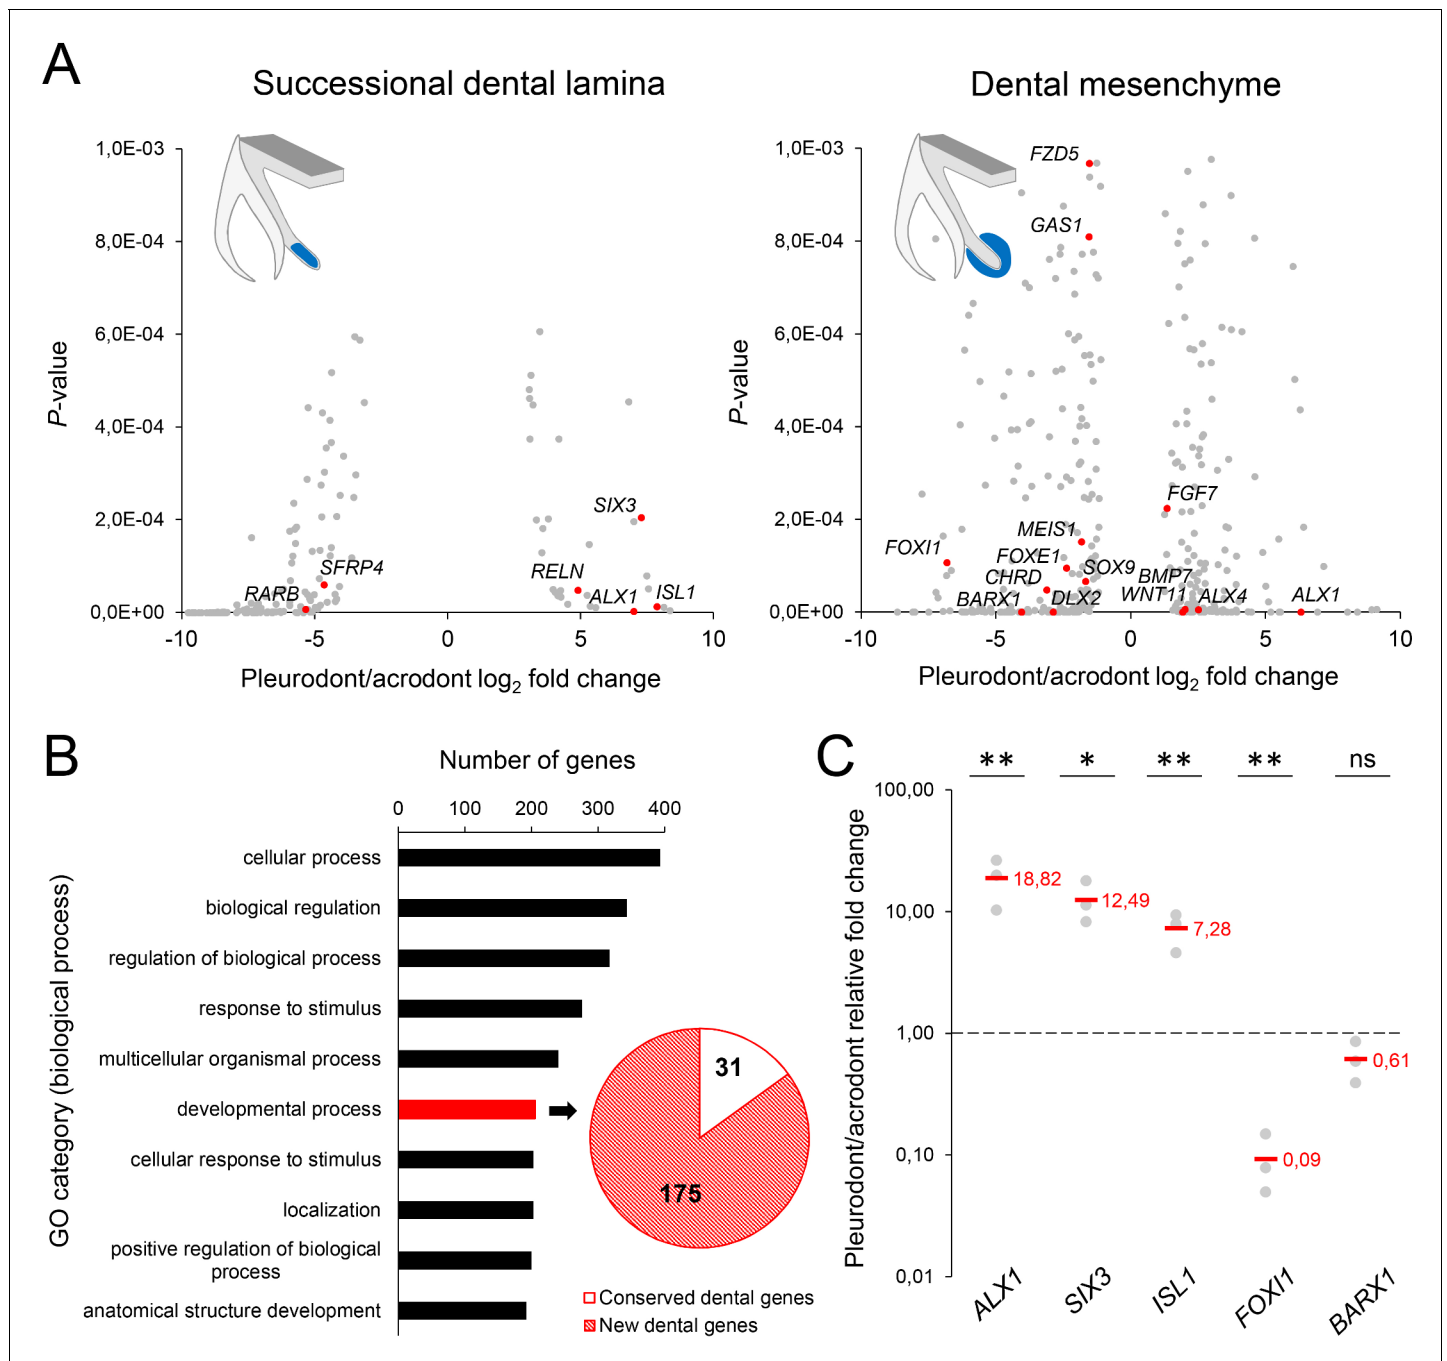 A
Successional dental lamina
Dental mesenchyme
1,0E-03
8,0E-04
6,0E-04
4,0E-04
2,0E-04
0,0E+00
P-value
SIX3
SFRP4
RARB
RELN
ALX1
ISL1
-10
-5
0
5
10
Pleurodont/acrodont log2 fold change
1,0E-03
8,0E-04
6,0E-04
4,0E-04
2,0E-04
0,0E+00
P-value
FZD5
GAS1
FGF7
MEIS1
FOXI1
FOXE1
SOX9
CHRD
BMP7
BARX1
DLX2
WNT11
ALX4
ALX1
-10
-5
0
5
10
Pleurodont/acrodont log2 fold change
B
Number of genes
0
100
200
300
400
GO category (biological process)
cellular process
biological regulation
regulation of biological process
response to stimulus
multicellular organismal process
developmental process
cellular response to stimulus
localization
positive regulation of biological
process
anatomical structure development
31
175
Conserved dental genes
New dental genes
C
** * ** ** ns
Pleurodont/acrodont relative fold change
100,00
10,00
1,00
0,10
0,01
18,82
12,49
7,28
0,09
0,61
ALX1
SIX3
ISL1
FOXI1
BARX1